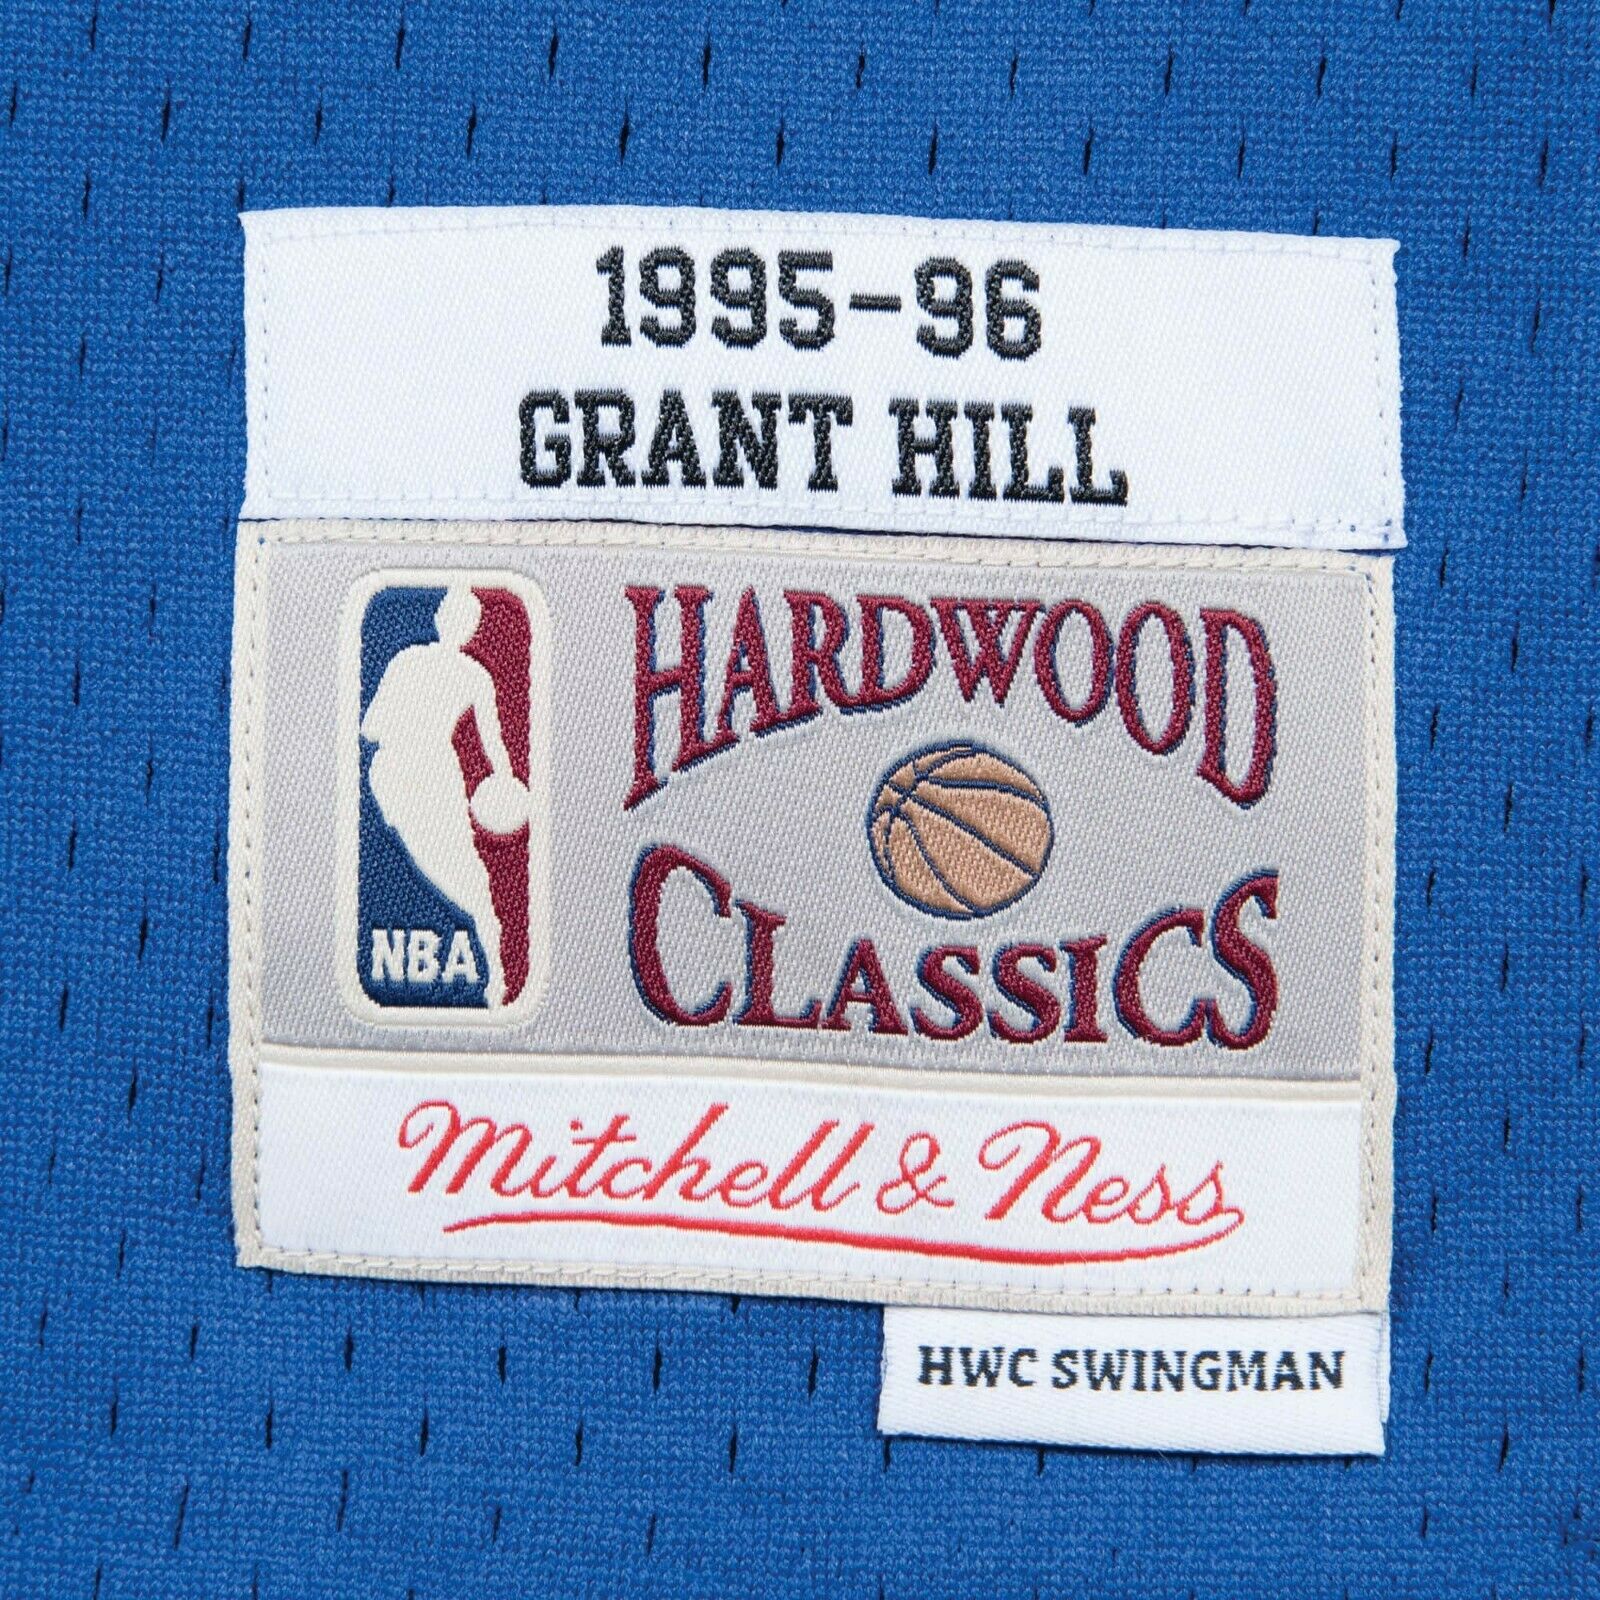 1995-96
GRANT HILL
HARDWOOD
CLASSICS
NBA
Mitchell & Ness
HWC SWINGMAN